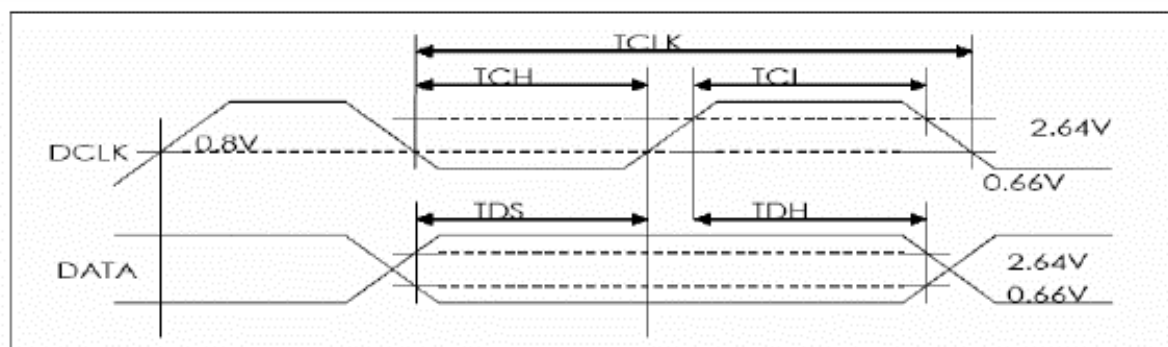 TCLK
TCH TCL
DCLK 0.8V 2.64V
0.66V
TDS TDH
DATA 2.64V
0.66V